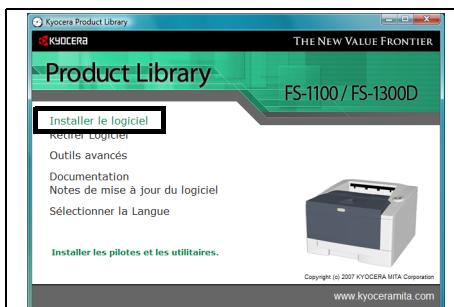 Kyocera Product Library
KYOCERA
THE NEW VALUE FRONTIER
Product Library
FS-1100 / FS-1300D
Installer le logiciel
Retirer Logiciel
Outils avancés
Documentation
Notes de mise à jour du logiciel
Sélectionner la Langue
Installer les pilotes et les utilitaires.
Copyright (c) 2007 KYOCERA MITA Corporation
www.kyoceramita.com